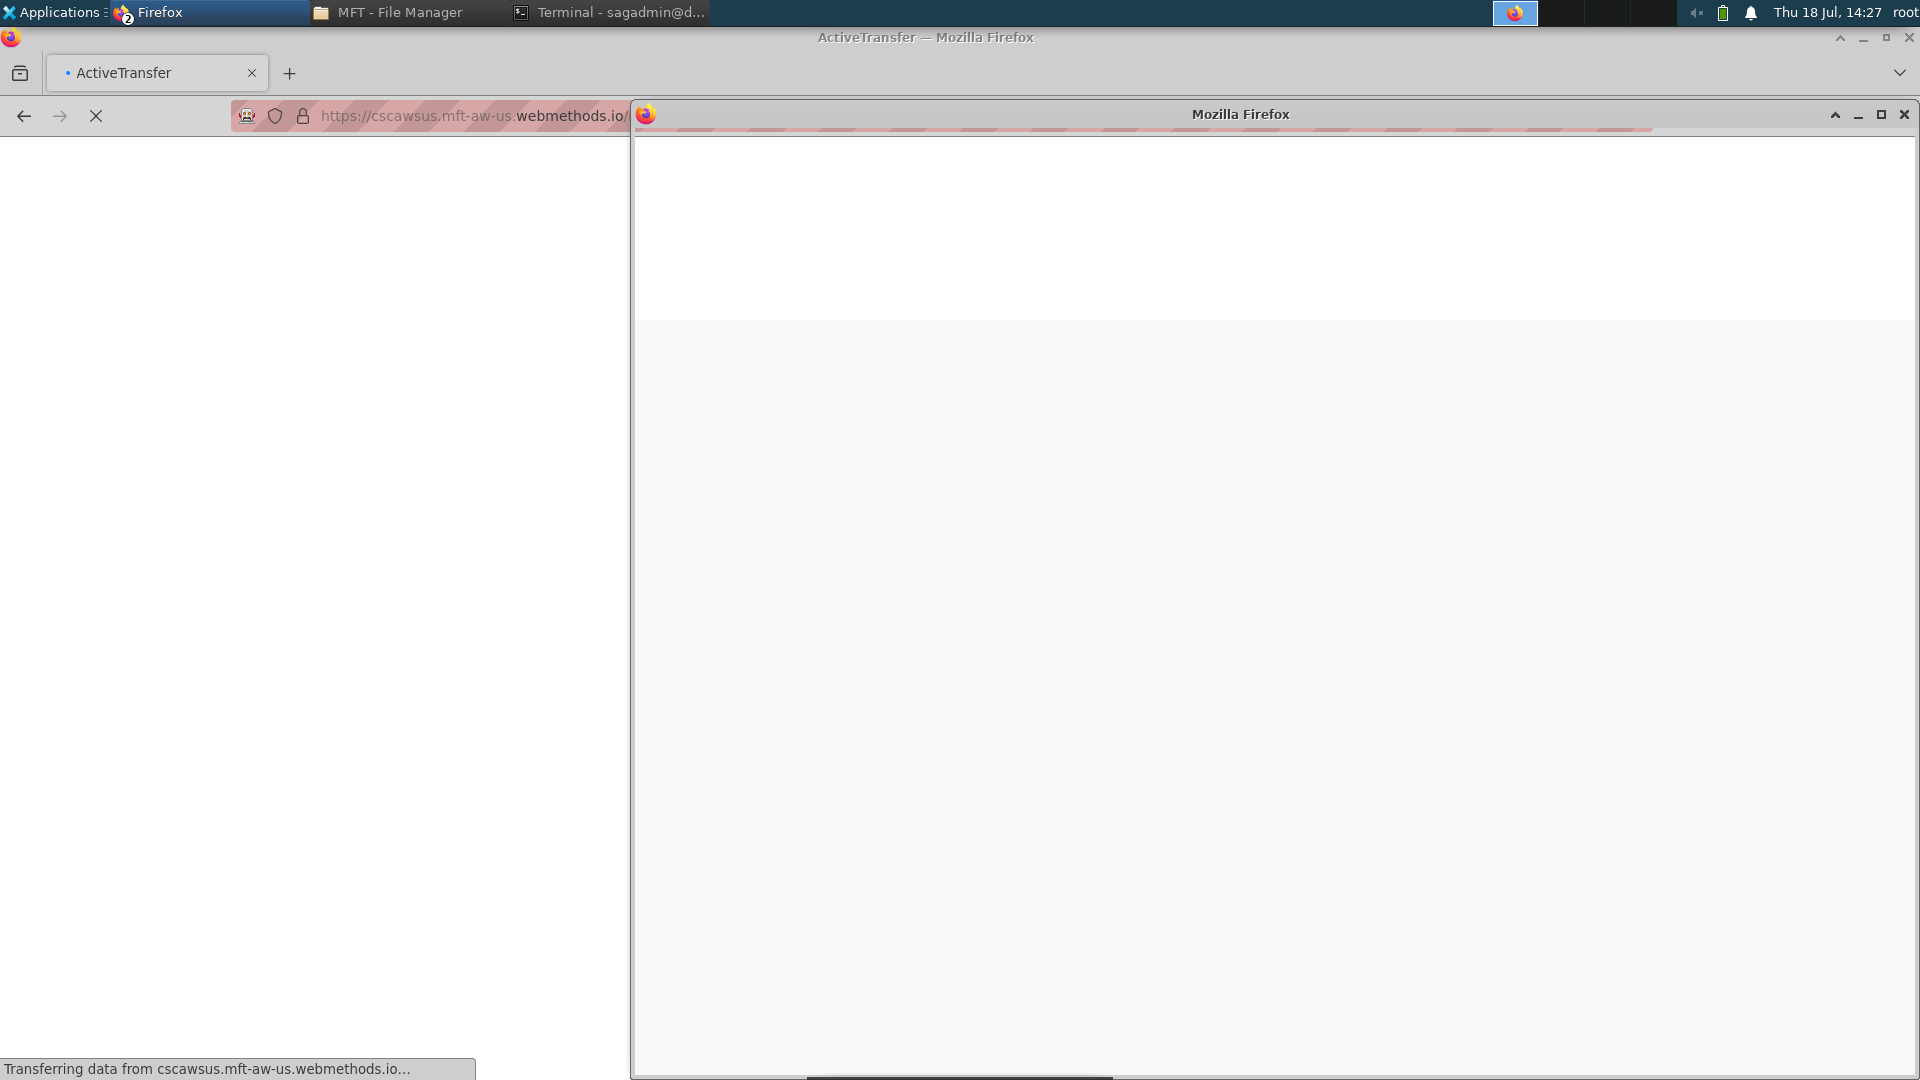 Applications
2
Firefox
MFT - File Manager
Terminal - sagadmin@d...
Thu 18 Jul, 14:27
root
ActiveTransfer — Mozilla Firefox
ActiveTransfer
https://cscawsus.mft-aw-us.webmethods.io/
Mozilla Firefox
Transferring data from cscawsus.mft-aw-us.webmethods.io…